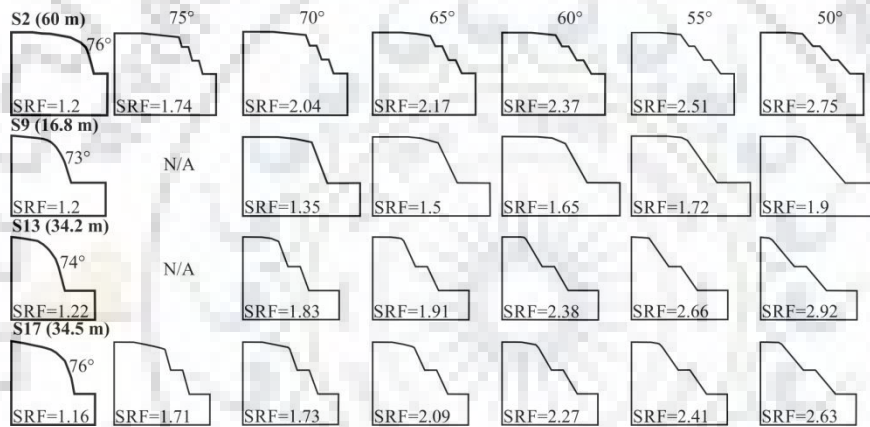 S2 (60 m) 75° 70° 65° 60° 55° 50°
76°
SRF=1.2 SRF=1.74 SRF=2.04 SRF=2.17 SRF=2.37 SRF=2.51 SRF=2.75
S9 (16.8 m)
73° N/A
SRF=1.2 SRF=1.35 SRF=1.5 SRF=1.65 SRF=1.72 SRF=1.9
S13 (34.2 m)
74° N/A
SRF=1.22 SRF=1.83 SRF=1.91 SRF=2.38 SRF=2.66 SRF=2.92
S17 (34.5 m)
76°
SRF=1.16 SRF=1.71 SRF=1.73 SRF=2.09 SRF=2.27 SRF=2.41 SRF=2.63